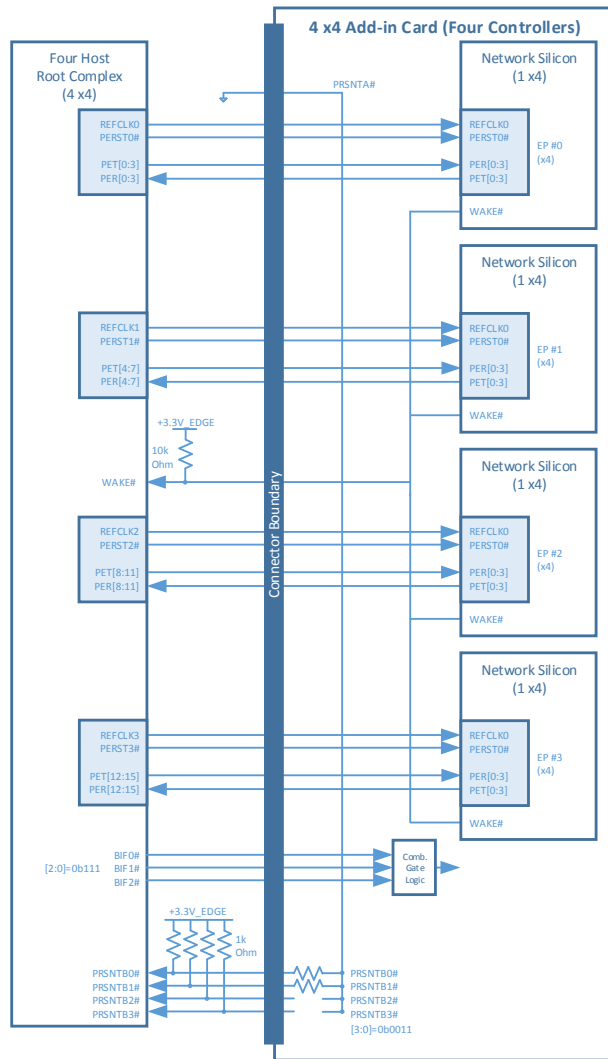 4 x4 Add-in Card (Four Controllers)
Four Host
Root Complex
(4 x4)
PRSNTA#
Network Silicon
(1 x4)
REFCLK0
PERST0#
PET[0:3]
PER[0:3]
REFCLK0
PERST0#
PER[0:3]
PET[0:3]
EP #0
(x4)
WAKE#
Network Silicon
(1 x4)
REFCLK1
PERST1#
PET[4:7]
PER[4:7]
REFCLK0
PERST0#
PER[0:3]
PET[0:3]
EP #1
(x4)
WAKE#
+3.3V_EDGE
10k
Ohm
WAKE#
Connector Boundary
Network Silicon
(1 x4)
REFCLK2
PERST2#
PET[8:11]
PER[8:11]
REFCLK0
PERST0#
PER[0:3]
PET[0:3]
EP #2
(x4)
WAKE#
Network Silicon
(1 x4)
REFCLK3
PERST3#
PET[12:15]
PER[12:15]
REFCLK0
PERST0#
PER[0:3]
PET[0:3]
EP #3
(x4)
WAKE#
BIF0#
[2:0]=0b111 BIF1#
BIF2#
Comb.
Gate
Logic
+3.3V_EDGE
1k
Ohm
PRSNTB0#
PRSNTB1#
PRSNTB2#
PRSNTB3#
PRSNTB0#
PRSNTB1#
PRSNTB2#
PRSNTB3#
[3:0]=0b0011